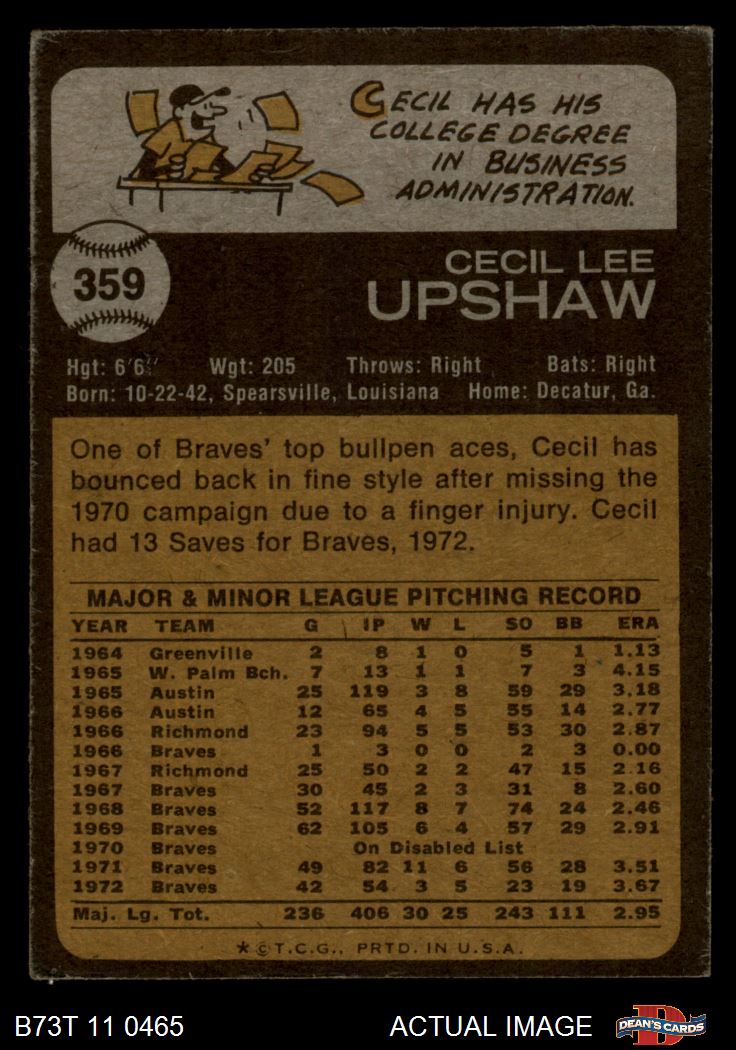 CECIL HAS HIS
COLLEGE DEGREE
IN BUSINESS
ADMINISTRATION.
359
CECIL LEE
UPSHAW
Hgt: 6'6½" Wgt: 205 Throws: Right Bats: Right
Born: 10-22-42, Spearsville, Louisiana Home: Decatur, Ga.
One of Braves' top bullpen aces, Cecil has
bounced back in fine style after missing the
1970 campaign due to a finger injury. Cecil
had 13 Saves for Braves, 1972.
MAJOR & MINOR LEAGUE PITCHING RECORD
YEAR TEAM G IP W L SO BB ERA
1964 Greenville 2 8 1 0 5 1 1.13
1965 W. Palm Bch. 7 13 1 1 7 3 4.15
1965 Austin 25 119 3 8 59 29 3.18
1966 Austin 12 65 4 5 55 14 2.77
1966 Richmond 23 94 5 5 53 30 2.87
1966 Braves 1 3 0 0 2 3 0.00
1967 Richmond 25 50 2 2 47 15 2.16
1967 Braves 30 45 2 3 31 8 2.60
1968 Braves 52 117 8 7 74 24 2.46
1969 Braves 62 105 6 4 57 29 2.91
1970 Braves On Disabled List
1971 Braves 49 82 11 6 56 28 3.51
1972 Braves 42 54 3 5 23 19 3.67
Maj. Lg. Tot. 236 406 30 25 243 111 2.95
★ © T.C.G., PRTD. IN U.S.A.
B73T 11 0465 ACTUAL IMAGE
DEAN'S CARDS